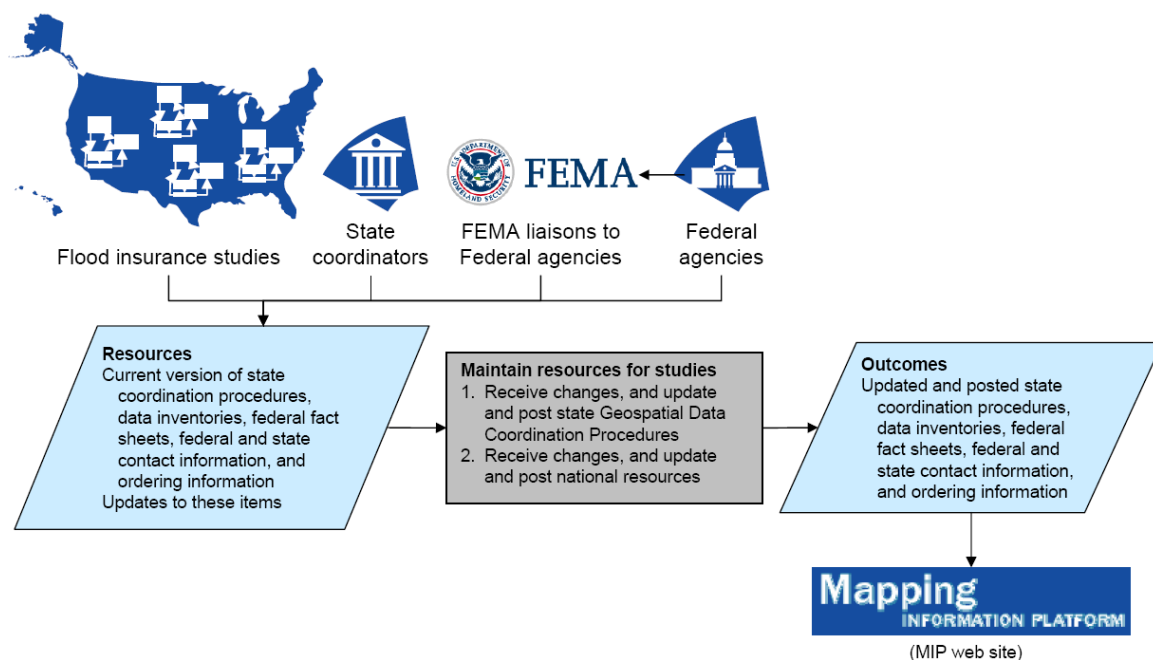 U.S. DEPARTMENT OF
HOMELAND SECURITY
FEMA
Flood insurance studies
State
coordinators
FEMA liaisons to
Federal agencies
Federal
agencies
Resources
Current version of state
coordination procedures,
data inventories, federal fact
sheets, federal and state
contact information, and
ordering information
Updates to these items
Maintain resources for studies
1. Receive changes, and update
and post state Geospatial Data
Coordination Procedures
2. Receive changes, and update
and post national resources
Outcomes
Updated and posted state
coordination procedures,
data inventories, federal
fact sheets, federal and
state contact information,
and ordering information
Mapping
INFORMATION PLATFORM
(MIP web site)